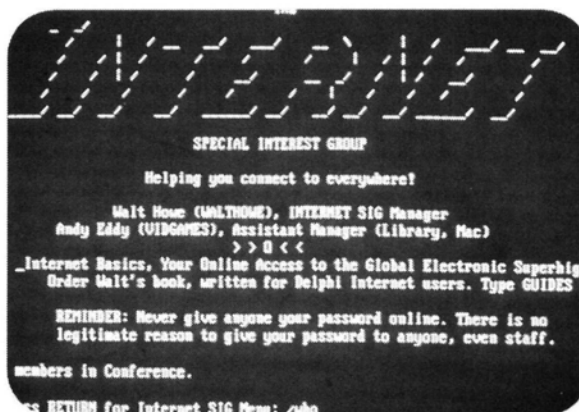 INTERNET
SPECIAL INTEREST GROUP
Helping you connect to everywhere!
Walt Howe (WALTHOWE), INTERNET SIG Manager
Andy Eddy (VIDGAMES), Assistant Manager (Library, Mac)
>>O<<
_Internet Basics, Your Online Access to the Global Electronic Superhig
Order Walt's book, written for Delphi Internet users. Type GUIDES
REMINDER: Never give anyone your password online. There is no
legitimate reason to give your password to anyone, even staff.
members in Conference.
ss RETURN for Internet SIG Menu: /who